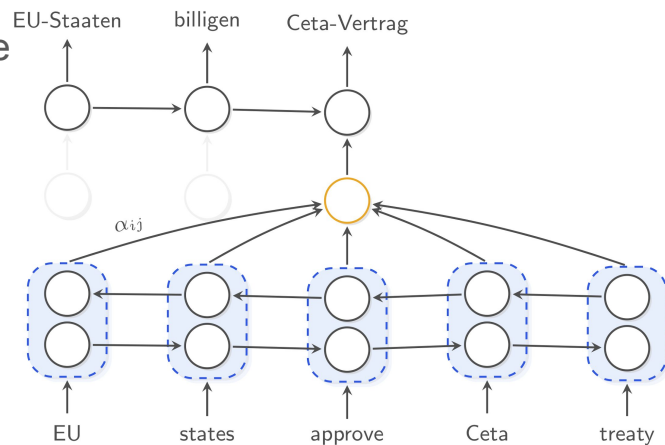 EU-Staaten billigen Ceta-Vertrag
e
αij
EU states approve Ceta treaty